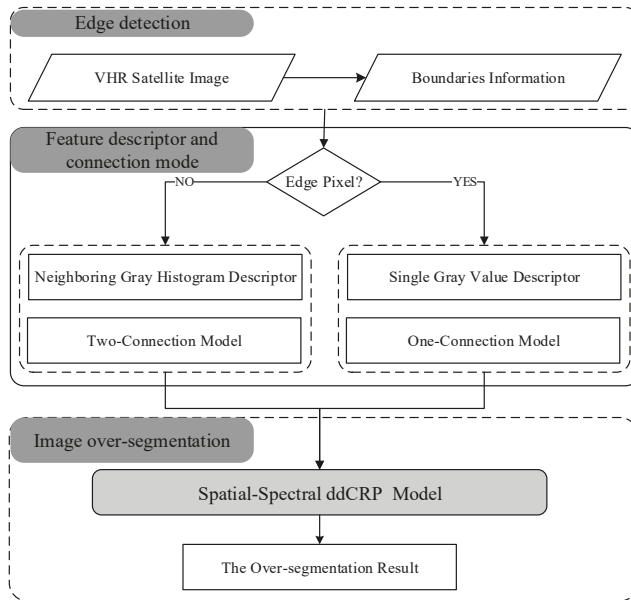 Edge detection
VHR Satellite Image
Boundaries Information
Feature descriptor and
connection mode
Edge Pixel?
NO
YES
Neighboring Gray Histogram Descriptor
Single Gray Value Descriptor
Two-Connection Model
One-Connection Model
Image over-segmentation
Spatial-Spectral ddCRP Model
The Over-segmentation Result